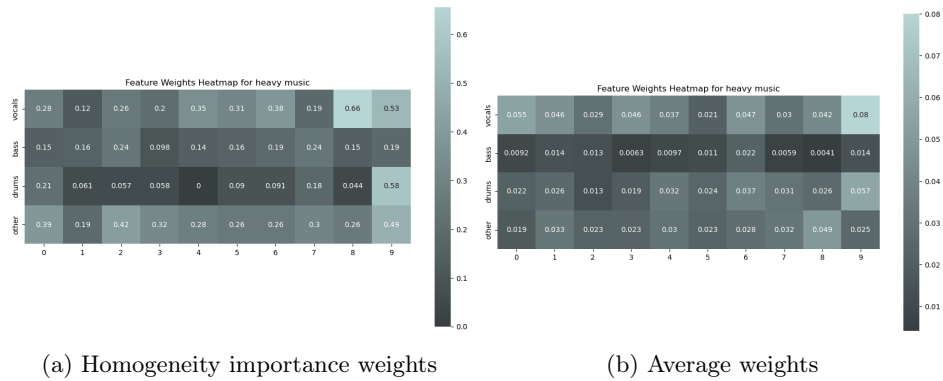 Feature Weights Heatmap for heavy music
vocals 0.28 0.12 0.26 0.2 0.35 0.31 0.38 0.19 0.66 0.53
bass 0.15 0.16 0.24 0.098 0.14 0.16 0.19 0.24 0.15 0.19
drums 0.21 0.061 0.057 0.058 0 0.09 0.091 0.18 0.044 0.58
other 0.39 0.19 0.42 0.32 0.28 0.26 0.26 0.3 0.26 0.49
0 1 2 3 4 5 6 7 8 9
0.6
0.5
0.4
0.3
0.2
0.1
0.0
(a) Homogeneity importance weights
Feature Weights Heatmap for heavy music
vocals 0.055 0.046 0.029 0.046 0.037 0.021 0.047 0.03 0.042 0.08
bass 0.0092 0.014 0.013 0.0063 0.0097 0.011 0.022 0.0059 0.0041 0.014
drums 0.022 0.026 0.013 0.019 0.032 0.024 0.037 0.031 0.026 0.057
other 0.019 0.033 0.023 0.023 0.03 0.023 0.028 0.032 0.049 0.025
0 1 2 3 4 5 6 7 8 9
0.08
0.07
0.06
0.05
0.04
0.03
0.02
0.01
(b) Average weights